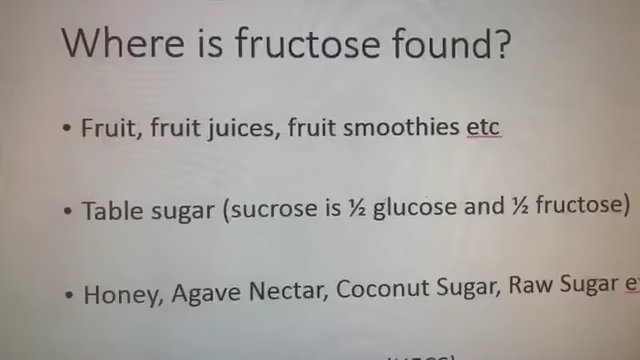 Where is fructose found?
• Fruit, fruit juices, fruit smoothies etc
• Table sugar (sucrose is ½ glucose and ½ fructose)
• Honey, Agave Nectar, Coconut Sugar, Raw Sugar